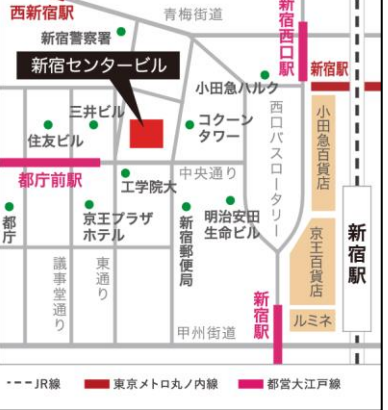 西新宿駅
青梅街道
新宿西口駅
新宿警察署
新宿センタービル
新宿駅
小田急ハルク
三井ビル
コクーン
タワー
住友ビル
西口バスロータリー
小田急百貨店
中央通り
都庁前駅
工学院大
都庁
京王プラザ
ホテル
新宿郵便局
明治安田
生命ビル
京王百貨店
新宿駅
議事堂通り
東通り
新宿駅
ルミネ
甲州街道
JR線
東京メトロ丸ノ内線
都営大江戸線